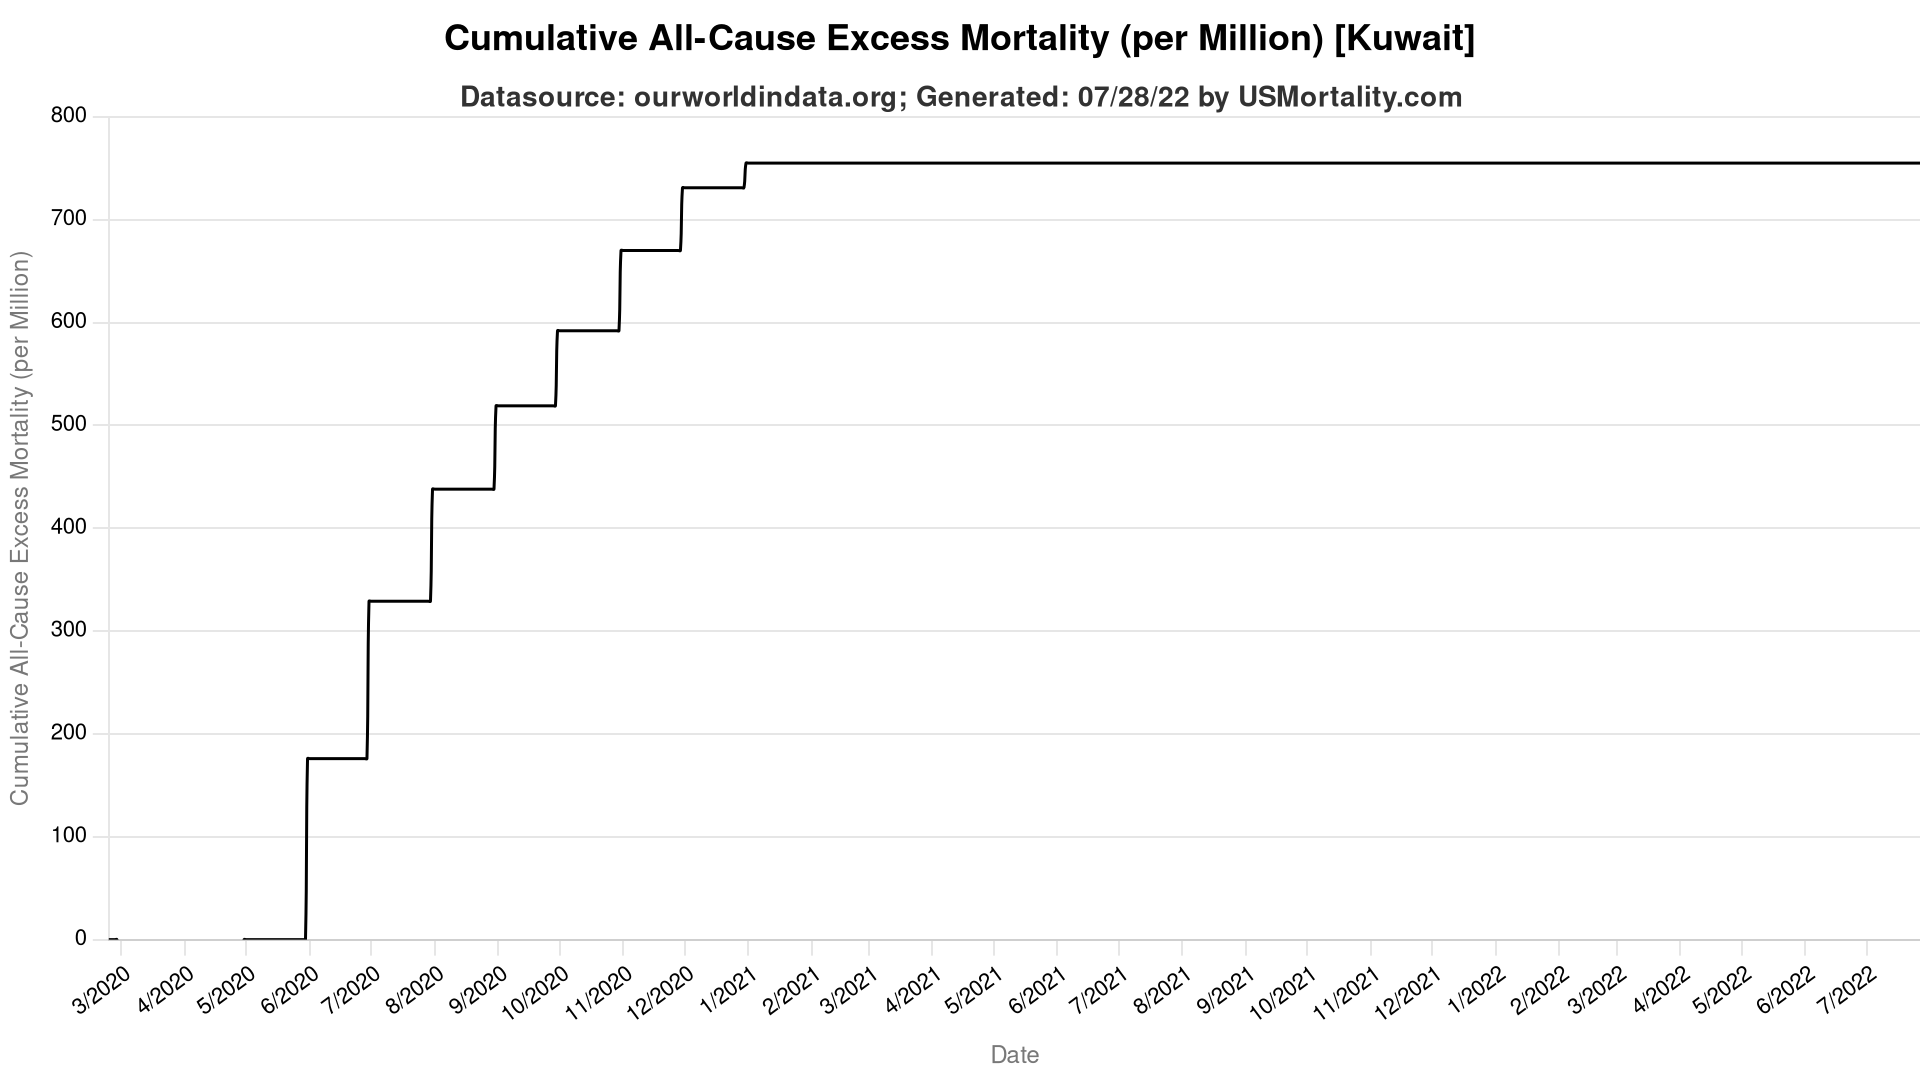 Cumulative All-Cause Excess Mortality (per Million) [Kuwait]
Datasource: ourworldindata.org; Generated: 07/28/22 by USMortality.com
Cumulative All-Cause Excess Mortality (per Million)
800
700
600
500
400
300
200
100
0
3/2020 4/2020 5/2020 6/2020 7/2020 8/2020 9/2020 10/2020 11/2020 12/2020 1/2021 2/2021 3/2021 4/2021 5/2021 6/2021 7/2021 8/2021 9/2021 10/2021 11/2021 12/2021 1/2022 2/2022 3/2022 4/2022 5/2022 6/2022 7/2022
Date